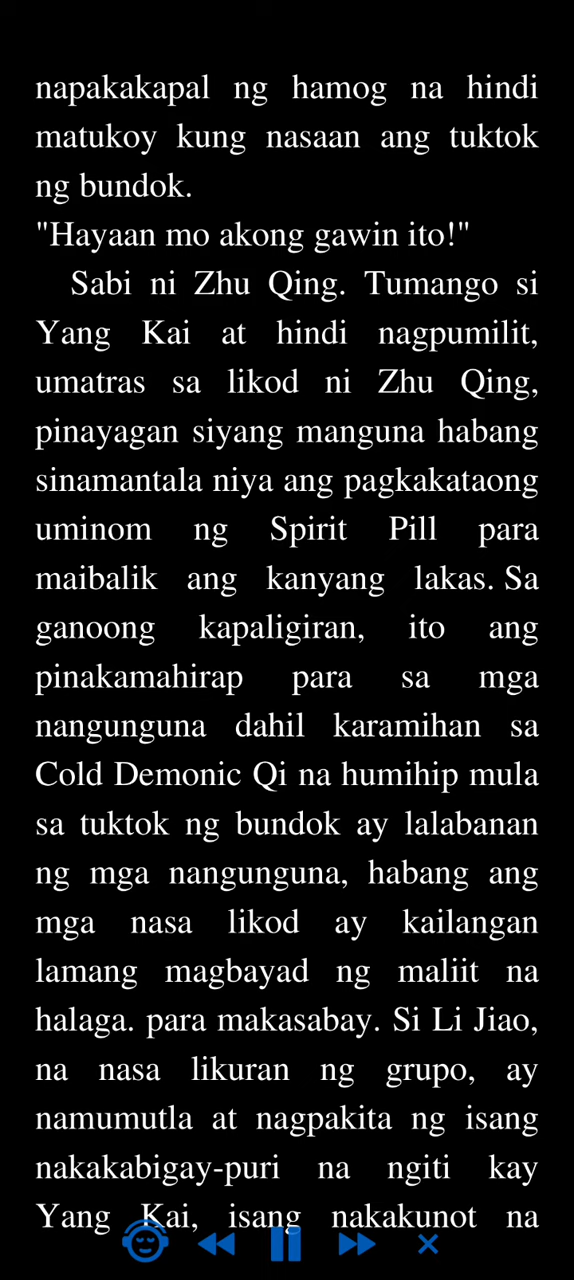 napakakapal ng hamog na hindi
matukoy kung nasaan ang tuktok
ng bundok.
"Hayaan mo akong gawin ito!"
Sabi ni Zhu Qing. Tumango si
Yang Kai at hindi nagpumilit,
umatras sa likod ni Zhu Qing,
pinayagan siyang manguna habang
sinamantala niya ang pagkakataong
uminom ng Spirit Pill para
maibalik ang kanyang lakas. Sa
ganoong kapaligiran, ito ang
pinakamahirap para sa mga
nangunguna dahil karamihan sa
Cold Demonic Qi na humihip mula
sa tuktok ng bundok ay lalabanan
ng mga nangunguna, habang ang
mga nasa likod ay kailangan
lamang magbayad ng maliit na
halaga. para makasabay. Si Li Jiao,
na nasa likuran ng grupo, ay
namumutla at nagpakita ng isang
nakakabigay-puri na ngiti kay
Yang Kai, isang nakakunot na